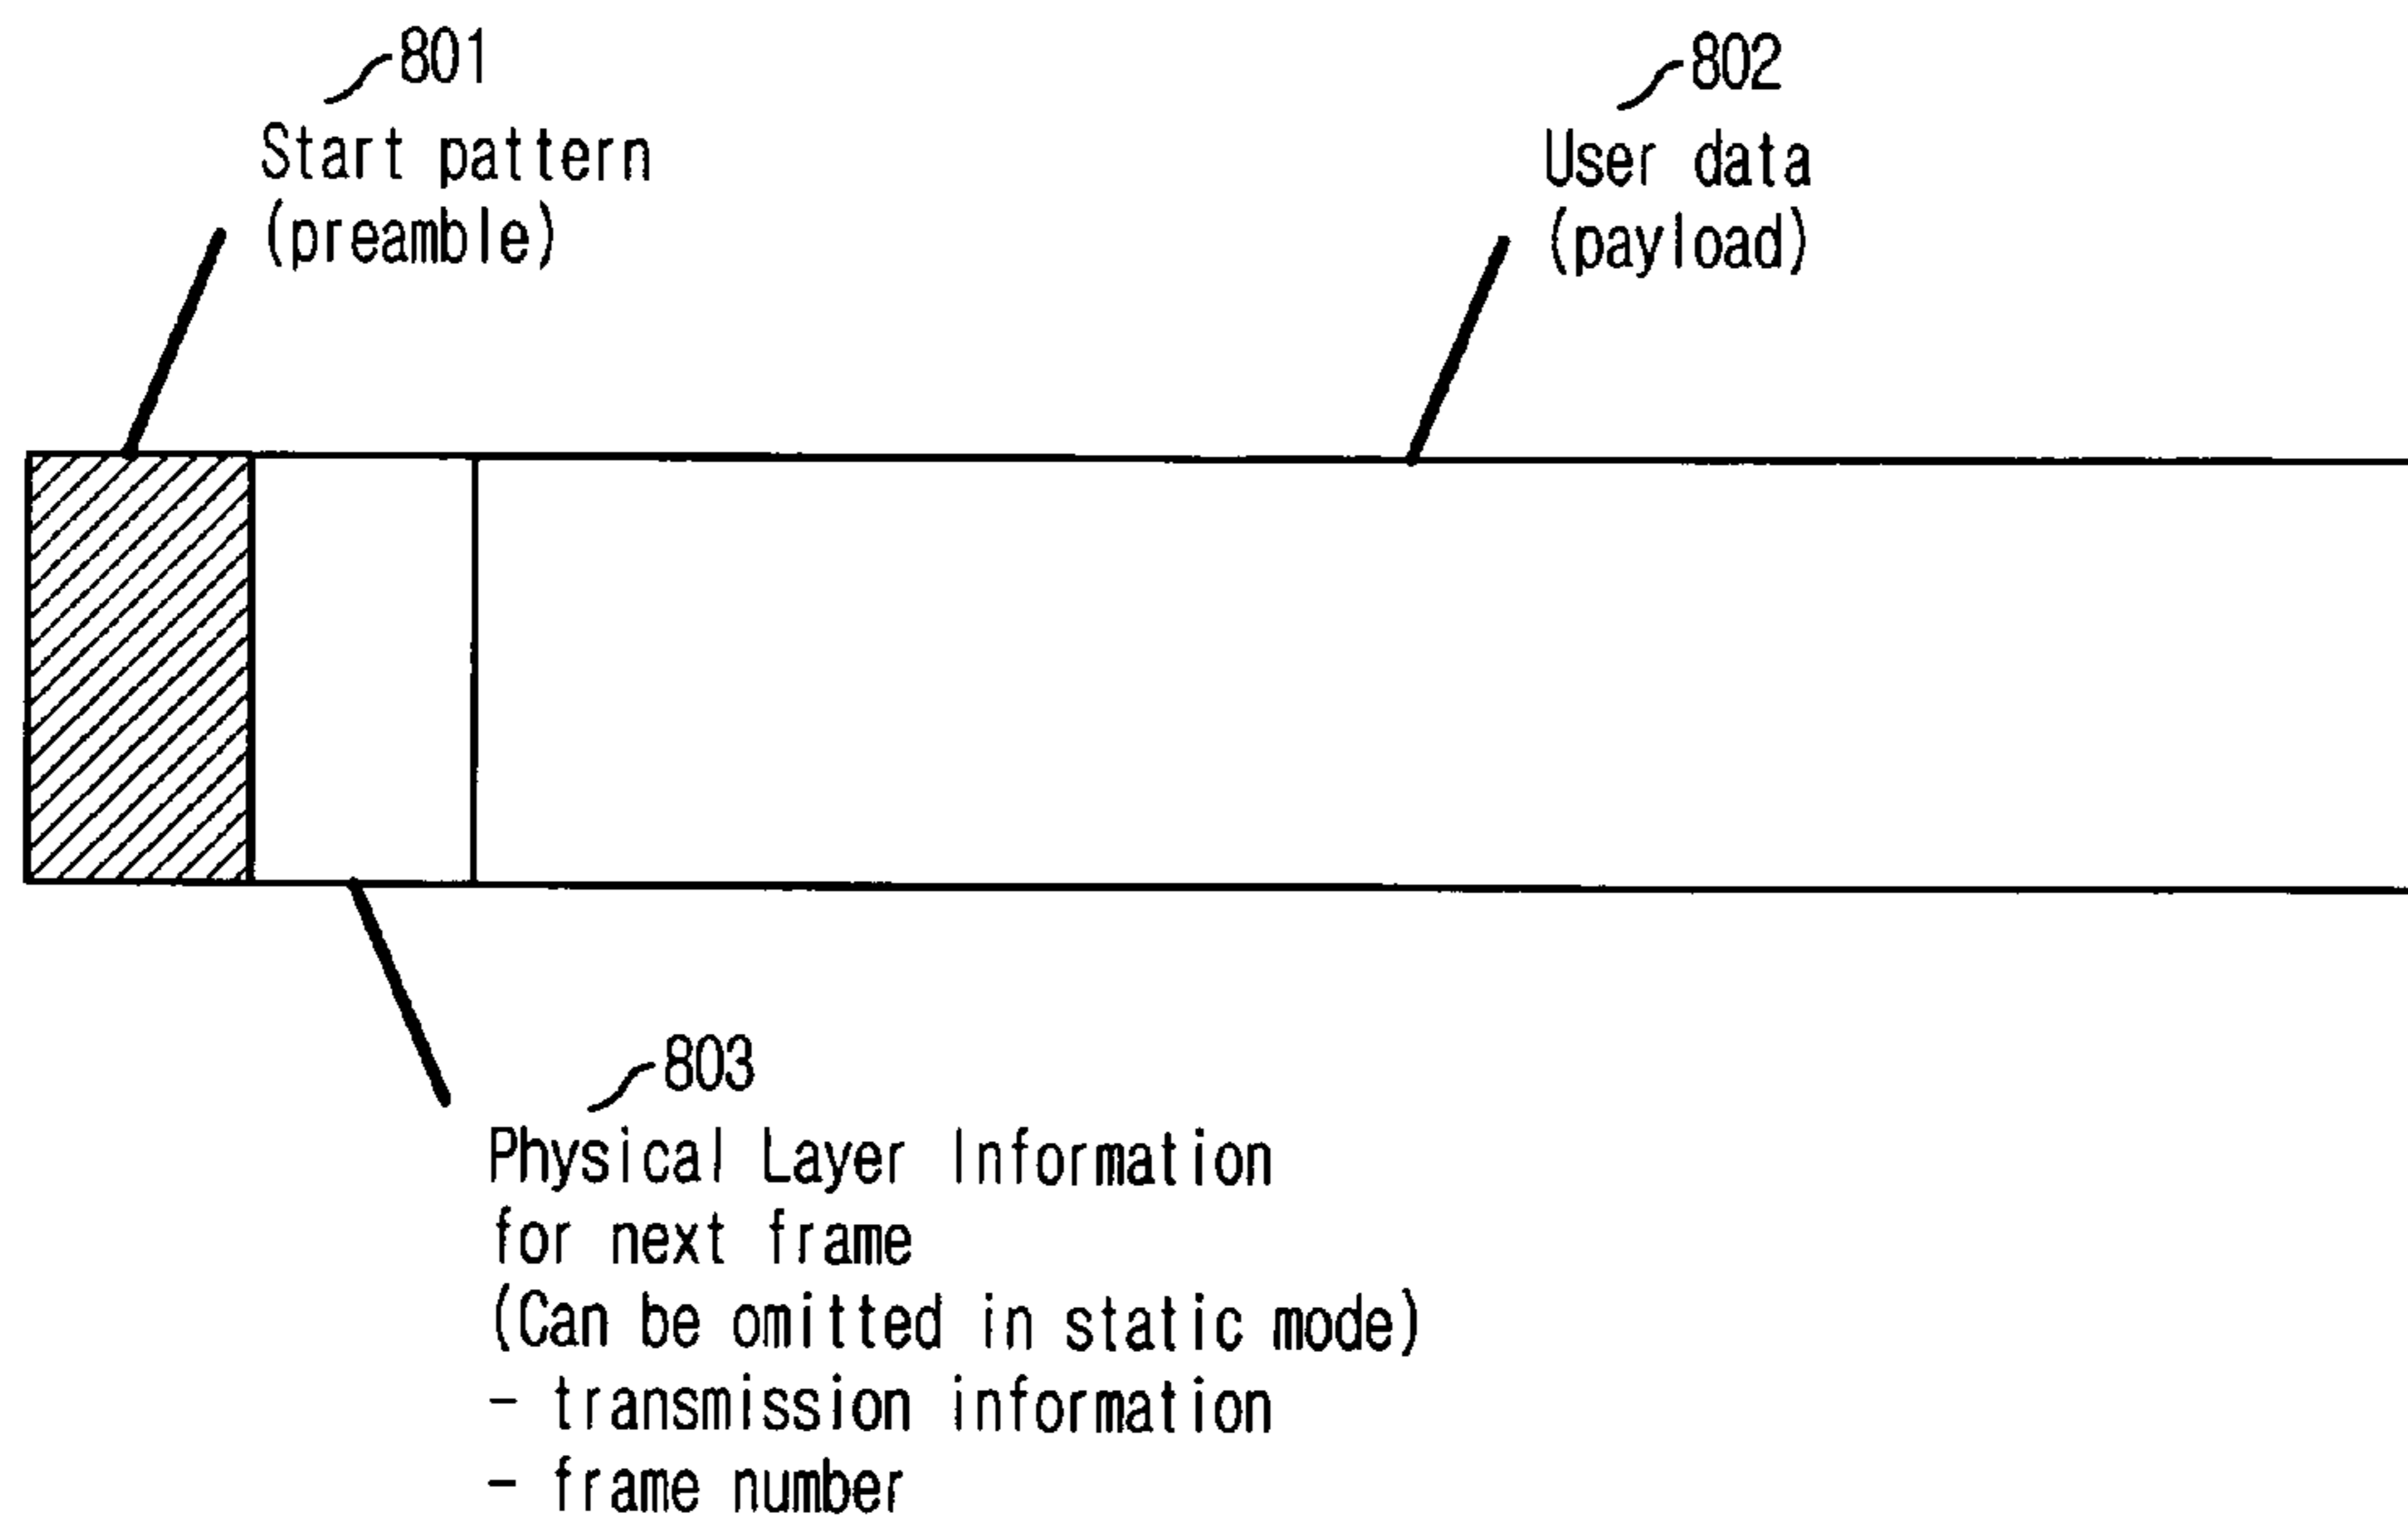 801
Start pattern
(preamble)
802
User data
(payload)
803
Physical Layer Information
for next frame
(Can be omitted in static mode)
- transmission information
- frame number